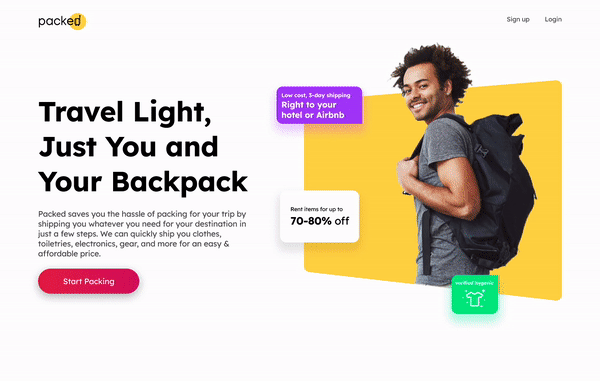 packed
Sign up
Login
Low cost, 3-day shipping
Right to your
hotel or Airbnb
Travel Light,
Just You and
Your Backpack
Rent items for up to
70-80% off
Packed saves you the hassle of packing for your trip by
shipping you whatever you need for your destination in
just a few steps. We can quickly ship you clothes,
toiletries, electronics, gear, and more for an easy &
affordable price.
Start Packing
verified hygienic